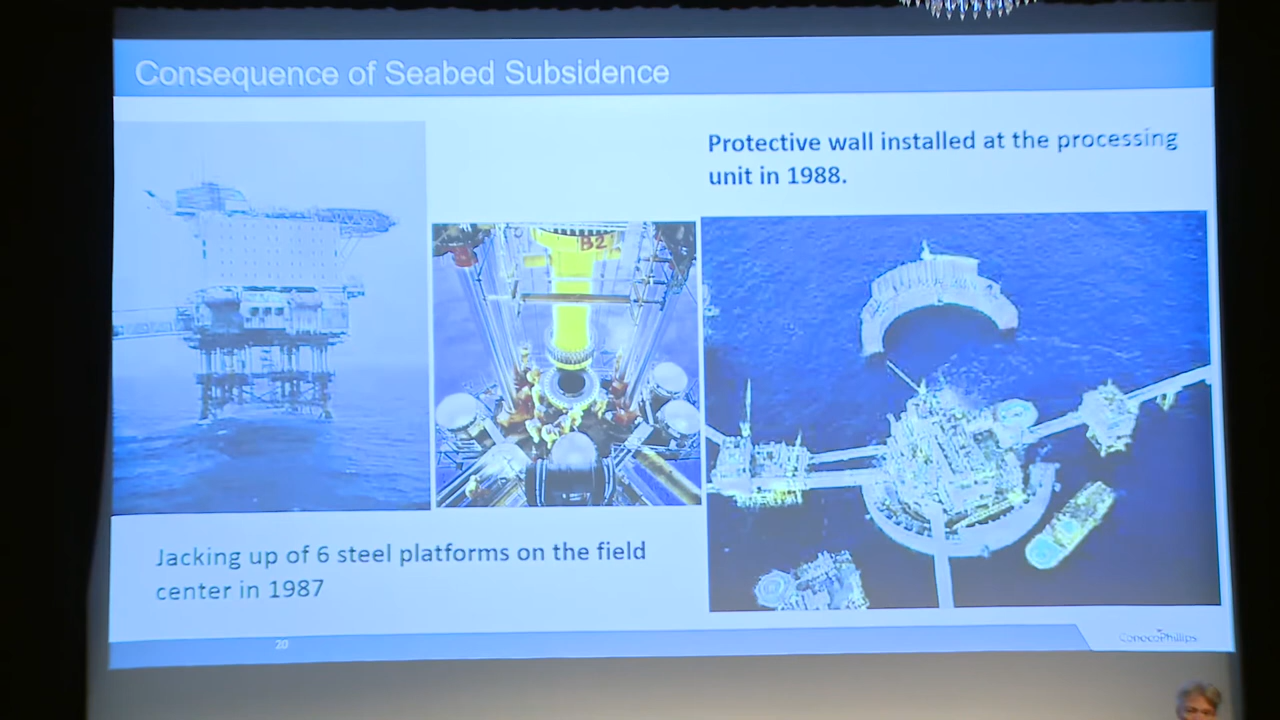 Consequence of Seabed Subsidence
Protective wall installed at the processing
unit in 1988.
B2
Jacking up of 6 steel platforms on the field
center in 1987
20
ConocoPhillips